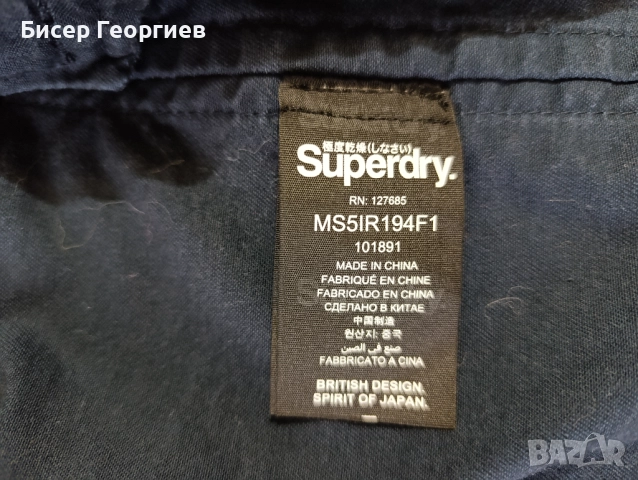 Бисер Георгиев
極度乾燥(しなさい)
Superdry.
RN: 127685
MS5IR194F1
101891
MADE IN CHINA
FABRIQUÉ EN CHINE
FABRICADO EN CHINA
СДЕЛАНО В КИТАЕ
中国制造
원산지: 중국
صنع في الصين
FABBRICATO A CINA
BRITISH DESIGN.
SPIRIT OF JAPAN.
BAZAR